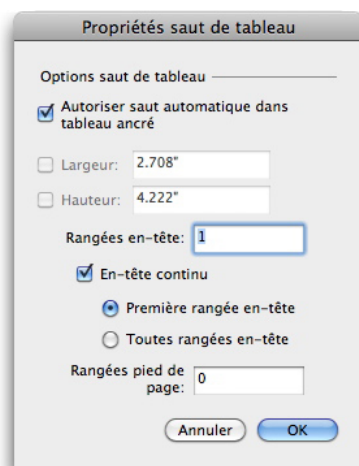 Propriétés saut de tableau
Options saut de tableau
Autoriser saut automatique dans
tableau ancré
Largeur: 2.708"
Hauteur: 4.222"
Rangées en-tête: 1
En-tête continu
Première rangée en-tête
Toutes rangées en-tête
Rangées pied de
page: 0
Annuler OK